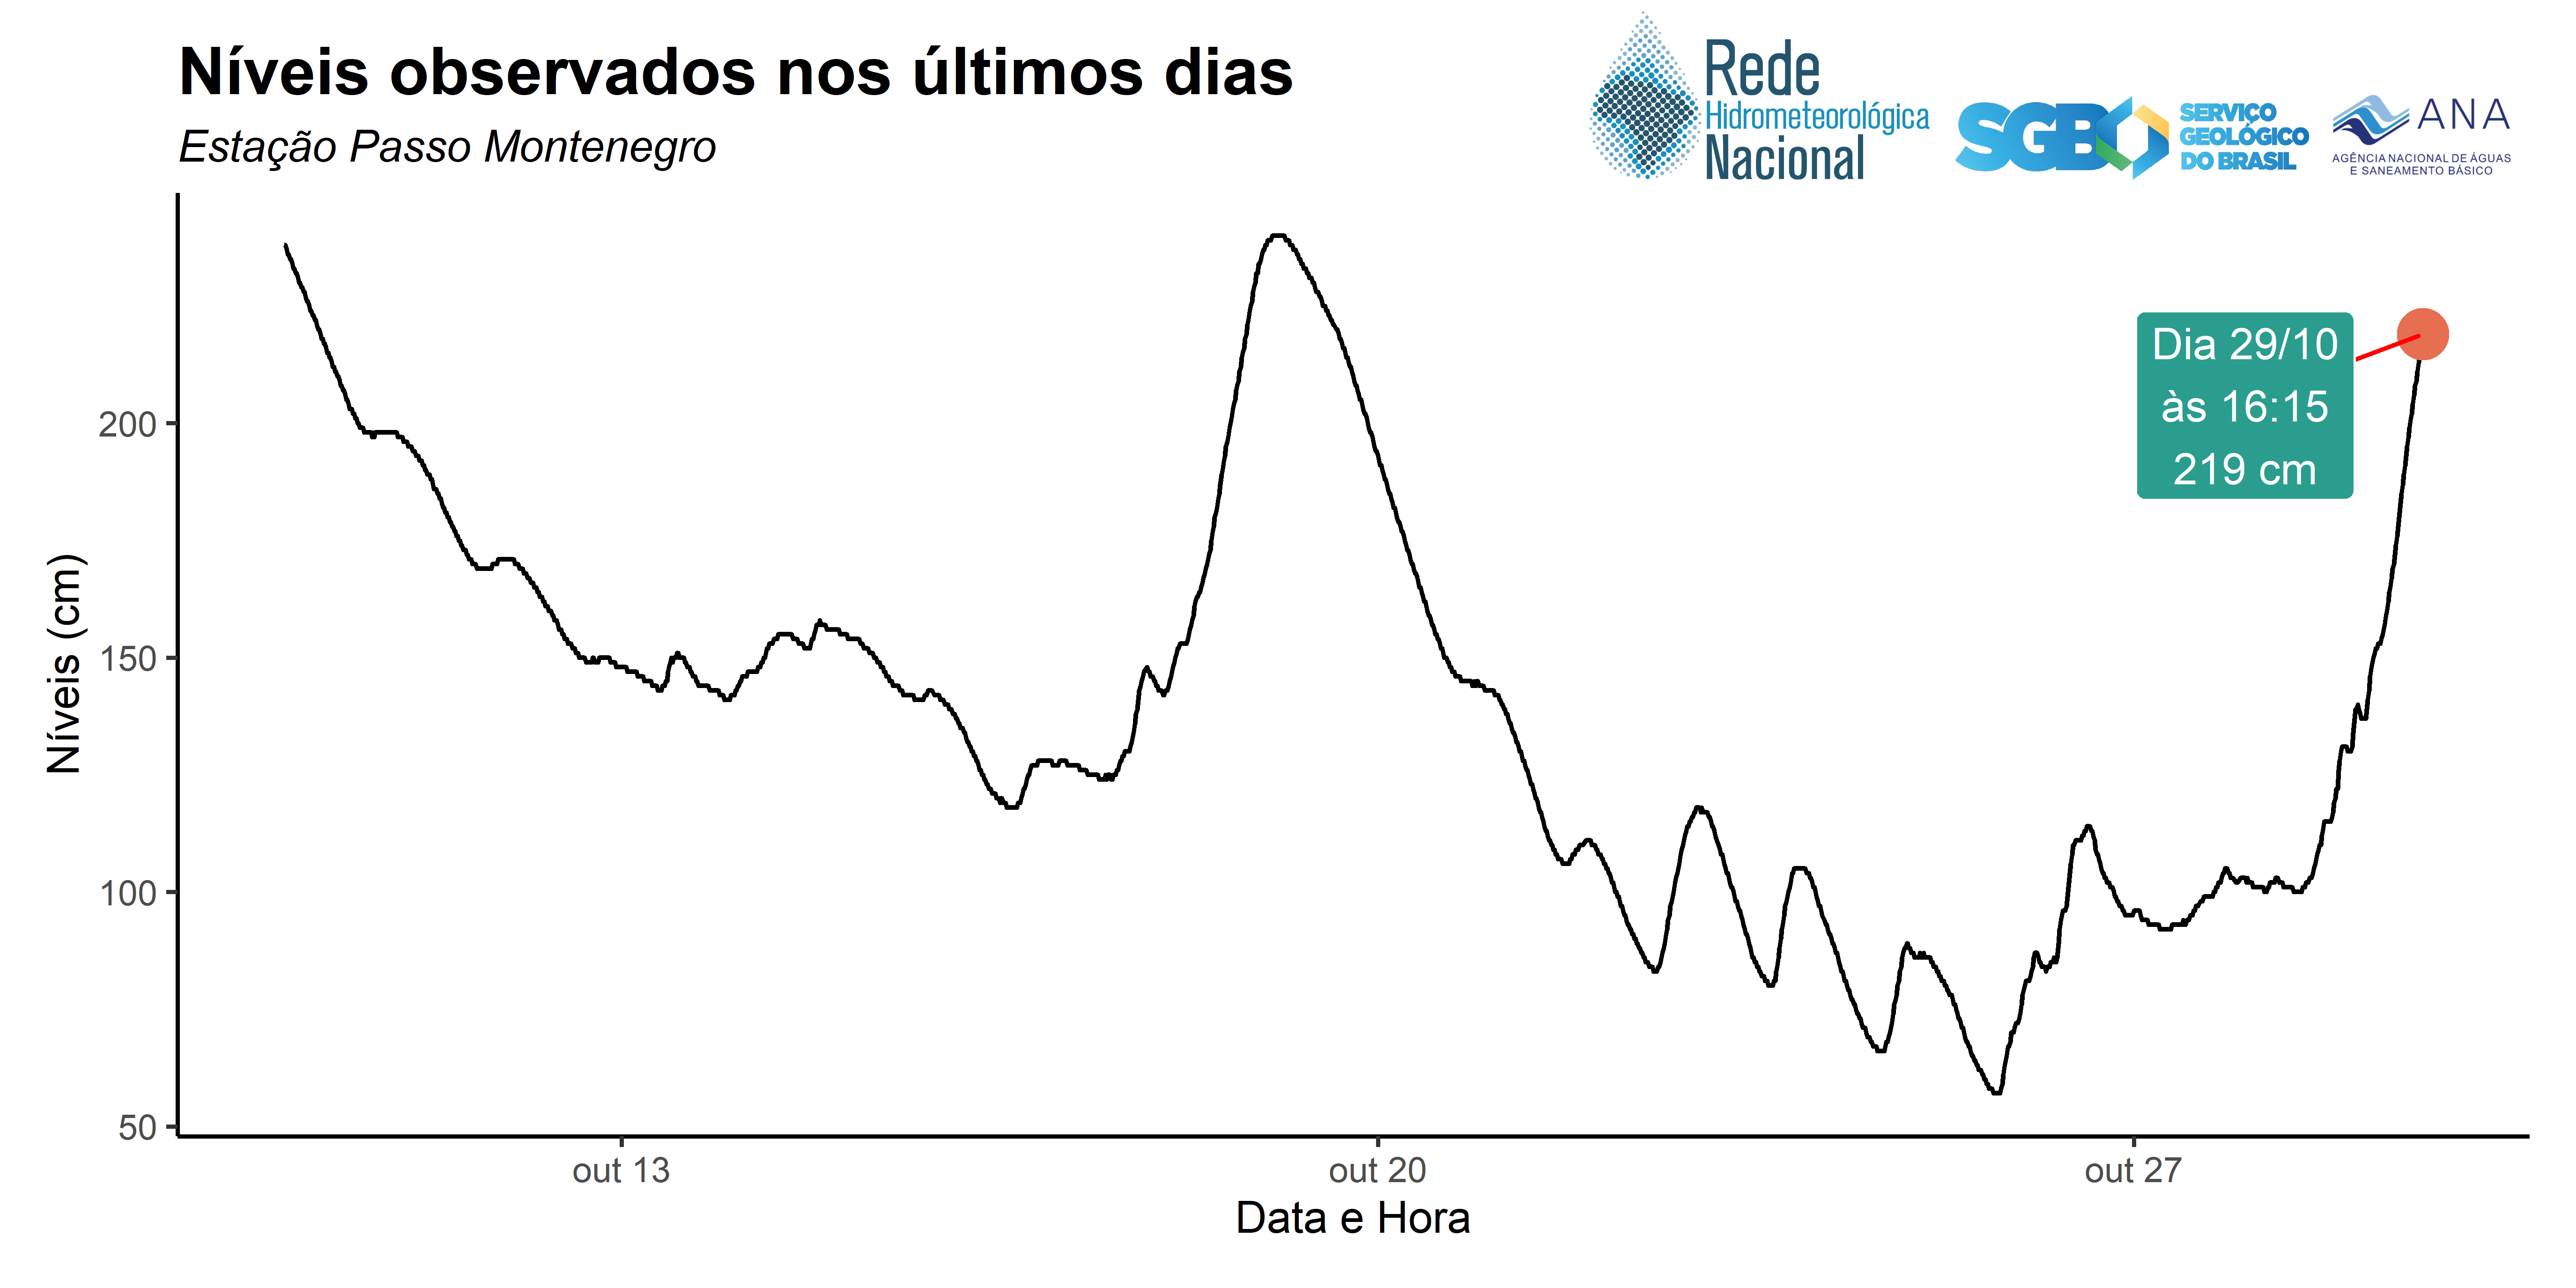 Níveis observados nos últimos dias
Estação Passo Montenegro
Rede
Hidrometeorológica
Nacional
SGB
SERVIÇO
GEOLÓGICO
DO BRASIL
ANA
AGÊNCIA NACIONAL DE ÁGUAS
E SANEAMENTO BÁSICO
Dia 29/10
às 16:15
219 cm
Níveis (cm)
200
150
100
50
out 13
out 20
out 27
Data e Hora